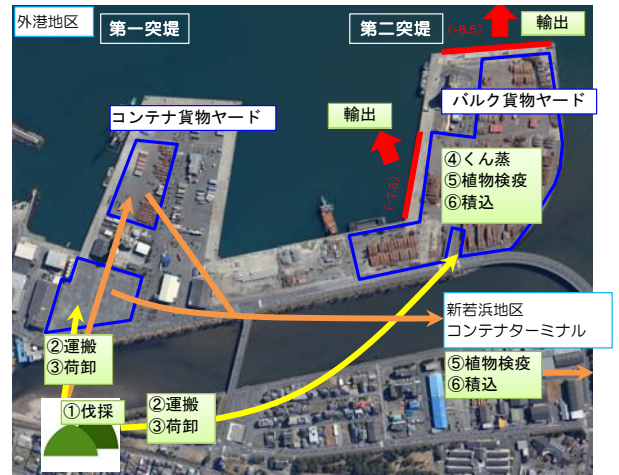 外港地区
第一突堤
第二突堤
(-8.5)
輸出
コンテナ貨物ヤード
輸出
バルク貨物ヤード
(-7.5)
④くん蒸
⑤植物検疫
⑥積込
新若浜地区
コンテナターミナル
②運搬
③荷卸
⑤植物検疫
⑥積込
①伐採
②運搬
③荷卸